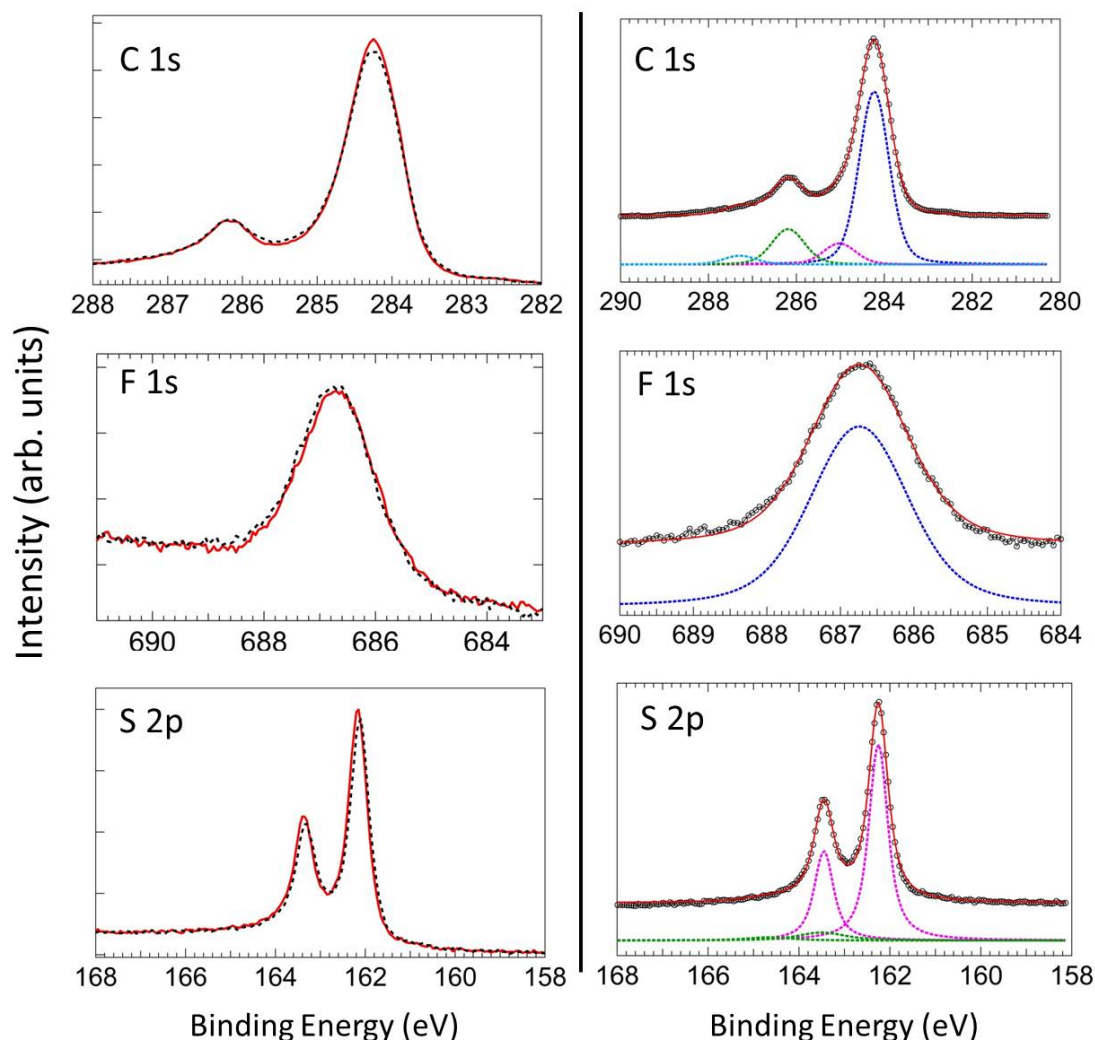 C 1s
288 287 286 285 284 283 282
C 1s
290 288 286 284 282 280
Intensity (arb. units)
F 1s
690 688 686 684
F 1s
690 689 688 687 686 685 684
S 2p
168 166 164 162 160 158
S 2p
168 166 164 162 160 158
Binding Energy (eV)
Binding Energy (eV)